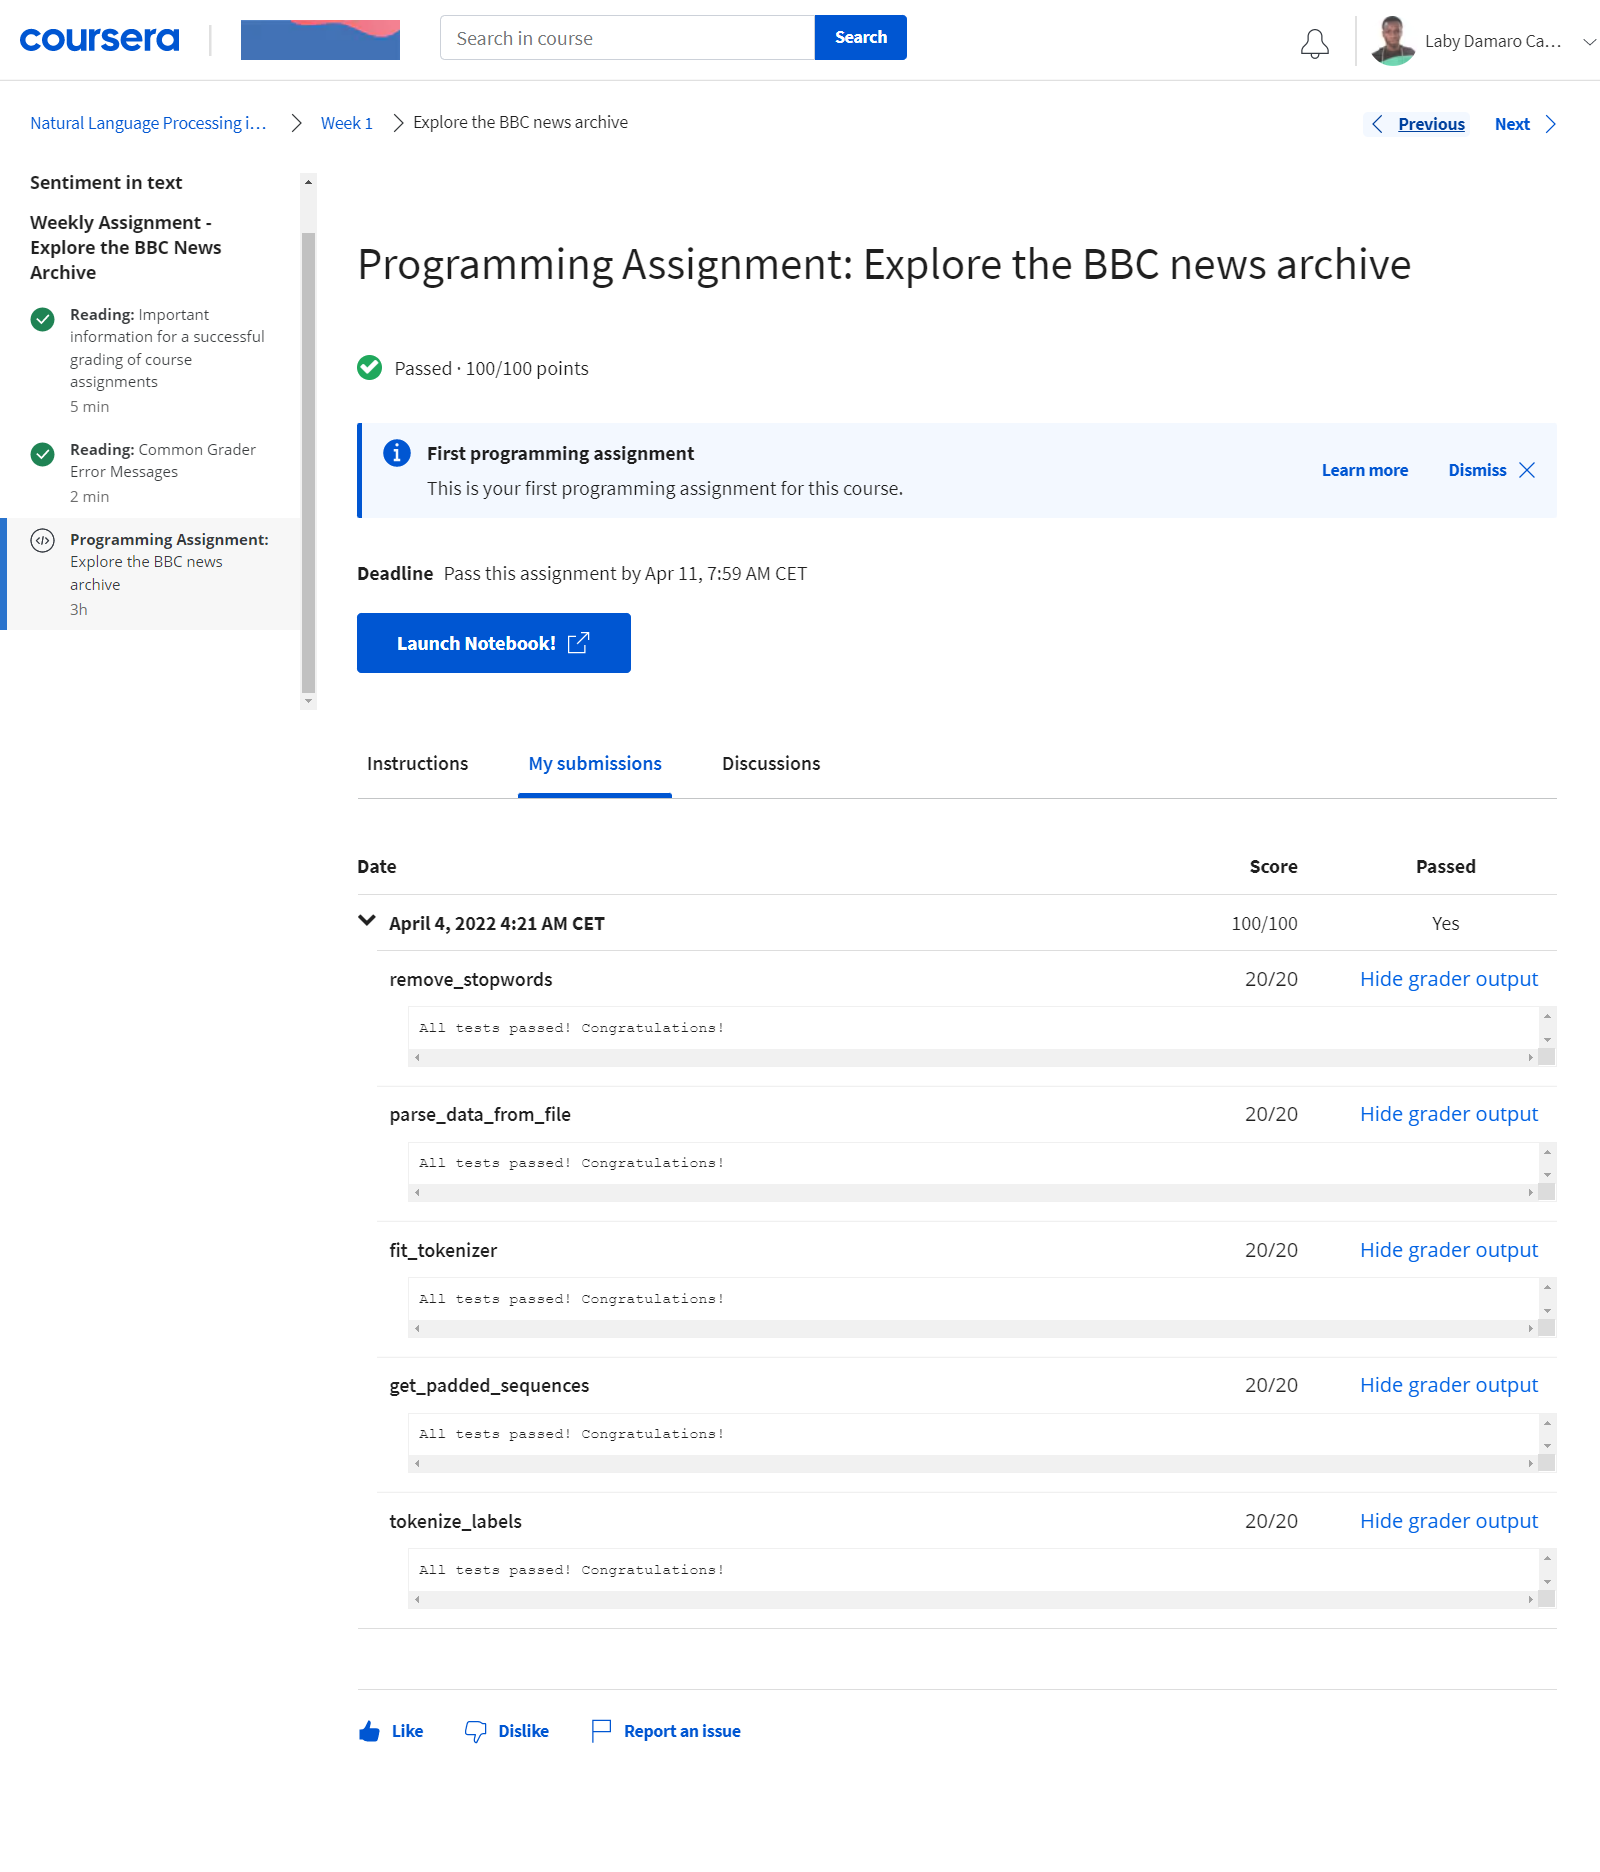 coursera
Search in course
Search
Laby Damaro Ca...
Natural Language Processing i...
Week 1
Explore the BBC news archive
Previous
Next
Sentiment in text
Weekly Assignment -
Explore the BBC News
Archive
Reading: Important
information for a successful
grading of course
assignments
5 min
Reading: Common Grader
Error Messages
2 min
Programming Assignment:
Explore the BBC news
archive
3h
Programming Assignment: Explore the BBC news archive
Passed · 100/100 points
First programming assignment
This is your first programming assignment for this course.
Learn more
Dismiss
Deadline Pass this assignment by Apr 11, 7:59 AM CET
Launch Notebook!
Instructions
My submissions
Discussions
Date Score Passed
April 4, 2022 4:21 AM CET 100/100 Yes
remove_stopwords 20/20 Hide grader output
All tests passed! Congratulations!
parse_data_from_file 20/20 Hide grader output
All tests passed! Congratulations!
fit_tokenizer 20/20 Hide grader output
All tests passed! Congratulations!
get_padded_sequences 20/20 Hide grader output
All tests passed! Congratulations!
tokenize_labels 20/20 Hide grader output
All tests passed! Congratulations!
Like
Dislike
Report an issue